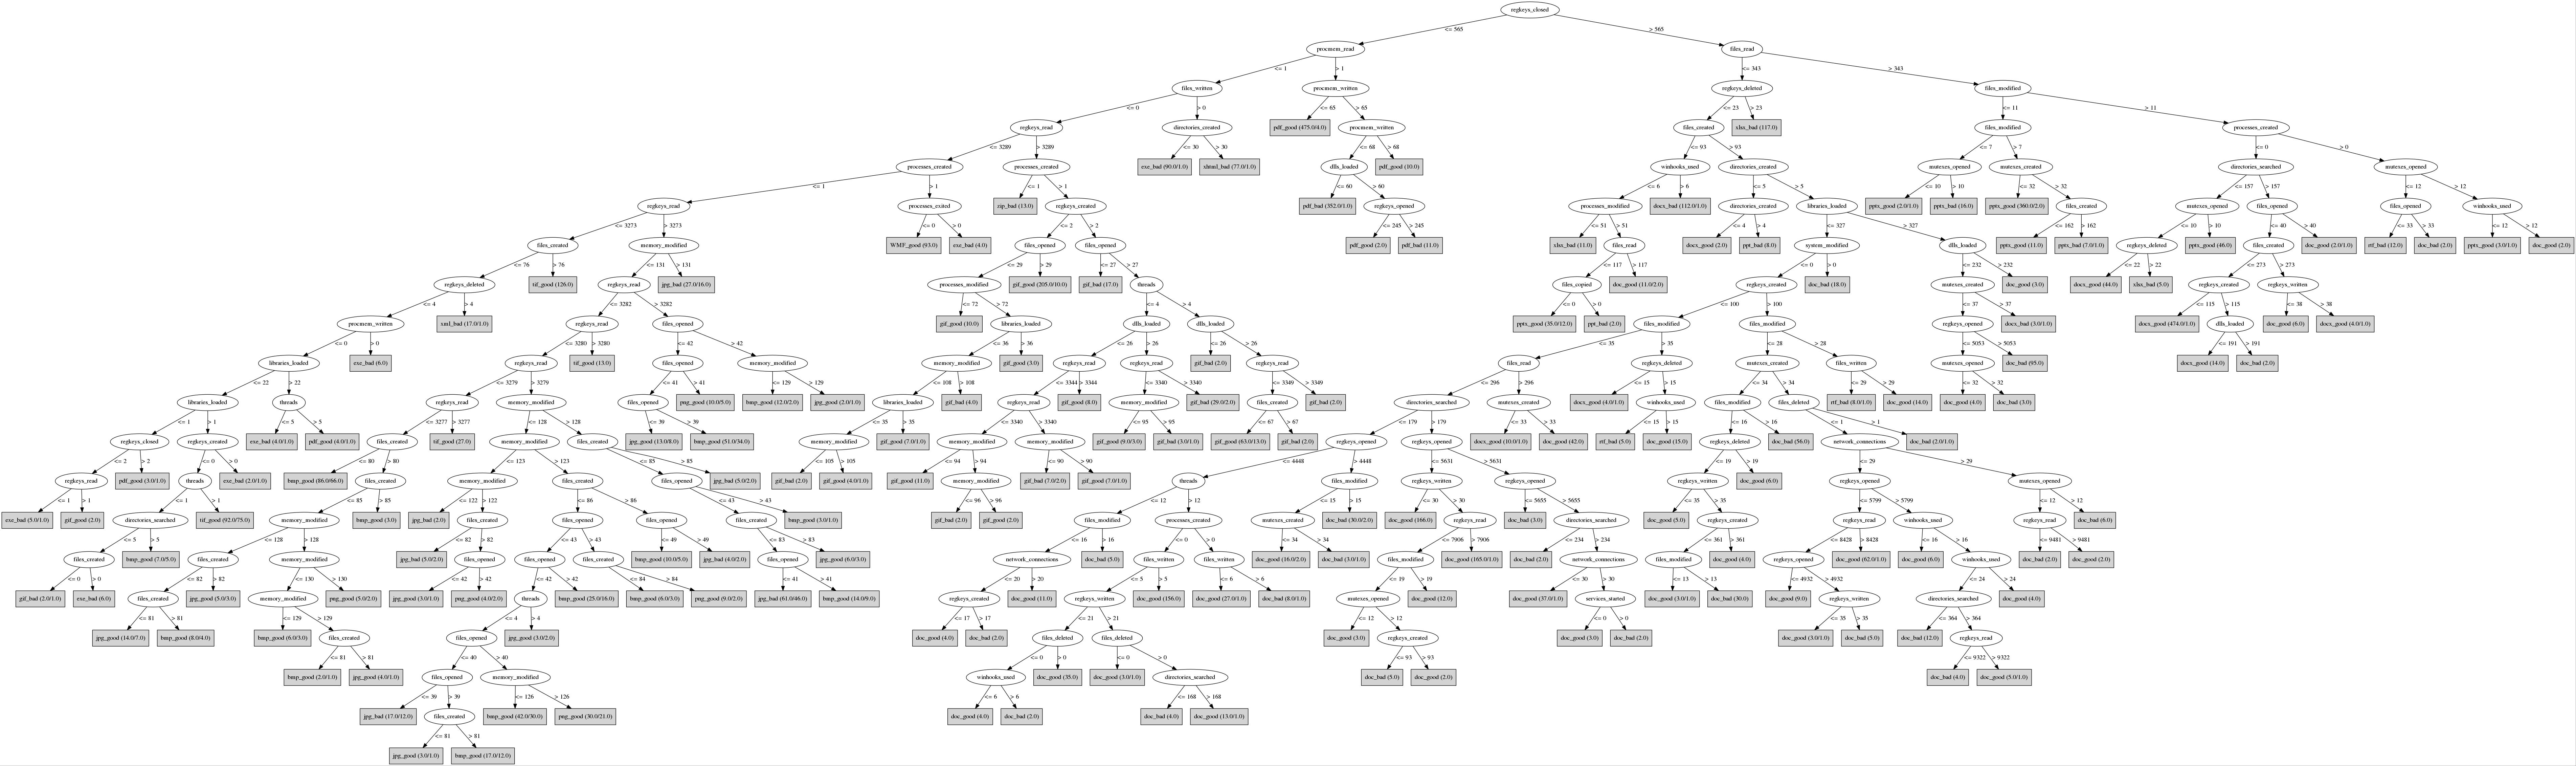 regkeys_closed
<= 565 > 565
procmem_read files_read
<= 1 > 1 <= 343 > 343
files_written procmem_written regkeys_deleted files_modified
<= 0 > 0 <= 65 > 65 <= 23 > 23 <= 11 > 11
regkeys_read directories_created pdf_good (475.0/4.0) procmem_written files_created xlsx_bad (117.0) files_modified processes_created
<= 3289 > 3289 <= 30 > 30 <= 68 > 68 <= 93 > 93 <= 7 > 7 <= 0 > 0
processes_created processes_created exe_bad (90.0/1.0) xhtml_bad (77.0/1.0) dlls_loaded pdf_good (10.0) winhooks_used directories_created mutexes_opened mutexes_created directories_searched mutexes_opened
<= 1 > 1 <= 1 > 1 <= 60 > 60 <= 6 > 6 <= 5 > 5 <= 10 > 10 <= 32 > 32 <= 157 > 157 <= 12 > 12
regkeys_read processes_exited zip_bad (13.0) regkeys_created pdf_bad (352.0/1.0) regkeys_opened processes_modified docx_bad (112.0/1.0) directories_created libraries_loaded pptx_good (2.0/1.0) pptx_bad (16.0) pptx_good (360.0/2.0) files_created mutexes_opened files_opened files_opened winhooks_used
<= 3273 > 3273 <= 0 > 0 <= 2 > 2 <= 245 > 245 <= 51 > 51 <= 4 > 4 <= 327 > 327 <= 162 > 162 <= 10 > 10 <= 40 > 40 <= 33 > 33 <= 12 > 12
files_created memory_modified WMF_good (93.0) exe_bad (4.0) files_opened files_opened pdf_good (2.0) pdf_bad (11.0) xlsx_bad (11.0) files_read docx_good (2.0) ppt_bad (8.0) system_modified dlls_loaded pptx_good (11.0) pptx_bad (7.0/1.0) regkeys_deleted pptx_good (46.0) files_created doc_good (2.0/1.0) rtf_bad (12.0) doc_bad (2.0) pptx_good (3.0/1.0) doc_good (2.0)
<= 76 > 76 <= 131 > 131 <= 29 > 29 <= 27 > 27 <= 117 > 117 <= 0 > 0 <= 232 > 232 <= 22 > 22 <= 273 > 273
regkeys_deleted tif_good (126.0) regkeys_read jpg_bad (27.0/16.0) processes_modified gif_good (205.0/10.0) gif_bad (17.0) threads files_copied doc_good (11.0/2.0) regkeys_created doc_bad (18.0) mutexes_created doc_good (3.0) docx_good (44.0) xlsx_bad (5.0) regkeys_created regkeys_written
<= 4 > 4 <= 3282 > 3282 <= 72 > 72 <= 4 > 4 <= 0 > 0 <= 100 > 100 <= 37 > 37 <= 115 > 115 <= 38 > 38
procmem_written xml_bad (17.0/1.0) regkeys_read files_opened gif_good (10.0) libraries_loaded dlls_loaded dlls_loaded pptx_good (35.0/12.0) ppt_bad (2.0) files_modified files_modified regkeys_opened docx_bad (3.0/1.0) docx_good (474.0/1.0) dlls_loaded doc_good (6.0) docx_good (4.0/1.0)
<= 0 > 0 <= 3280 > 3280 <= 42 > 42 <= 36 > 36 <= 26 > 26 <= 26 > 26 <= 35 > 35 <= 28 > 28 <= 5053 > 5053 <= 191 > 191
libraries_loaded exe_bad (6.0) regkeys_read tif_good (13.0) files_opened memory_modified memory_modified gif_good (3.0) regkeys_read regkeys_read gif_bad (2.0) regkeys_read files_read regkeys_deleted mutexes_created files_written mutexes_opened doc_bad (95.0) docx_good (14.0) doc_bad (2.0)
<= 22 > 22 <= 3279 > 3279 <= 41 > 41 <= 129 > 129 <= 108 > 108 <= 3344 > 3344 <= 3340 > 3340 <= 3349 > 3349 <= 296 > 296 <= 15 > 15 <= 34 > 34 <= 29 > 29 <= 32 > 32
libraries_loaded threads regkeys_read memory_modified files_opened png_good (10.0/5.0) bmp_good (12.0/2.0) jpg_good (2.0/1.0) libraries_loaded gif_bad (4.0) regkeys_read gif_good (8.0) memory_modified gif_bad (29.0/2.0) files_created gif_bad (2.0) directories_searched mutexes_created docx_good (4.0/1.0) winhooks_used files_modified files_deleted rtf_bad (8.0/1.0) doc_good (14.0) doc_good (4.0) doc_bad (3.0)
<= 1 > 1 <= 5 > 5 <= 3277 > 3277 <= 128 > 128 <= 39 > 39 <= 35 > 35 <= 3340 > 3340 <= 95 > 95 <= 67 > 67 <= 179 > 179 <= 33 > 33 <= 6 > 6 <= 16 > 16 <= 1 > 1
regkeys_closed regkeys_created exe_bad (4.0/1.0) pdf_good (4.0/1.0) files_created tif_good (27.0) memory_modified files_created jpg_good (13.0/8.0) bmp_good (51.0/34.0) memory_modified gif_good (7.0/1.0) memory_modified memory_modified gif_good (9.0/3.0) gif_bad (3.0/1.0) gif_good (63.0/13.0) gif_bad (2.0) regkeys_opened regkeys_opened docx_good (10.0/1.0) doc_good (42.0) rtf_bad (5.0) doc_good (15.0) regkeys_deleted doc_bad (56.0) network_connections doc_bad (2.0/1.0)
<= 2 > 2 <= 0 > 0 <= 80 > 80 <= 123 > 123 <= 85 > 85 <= 105 > 105 <= 94 > 94 <= 90 > 90 <= 4448 > 4448 <= 5631 > 5631 <= 19 > 19 <= 29 > 29
regkeys_read pdf_good (3.0/1.0) threads exe_bad (2.0/1.0) bmp_good (86.0/66.0) files_created memory_modified files_created files_opened jpg_bad (5.0/2.0) gif_bad (2.0) gif_good (4.0/1.0) gif_good (11.0) memory_modified gif_bad (7.0/2.0) gif_good (7.0/1.0) threads files_modified regkeys_written regkeys_opened regkeys_written doc_good (6.0) regkeys_opened mutexes_opened
<= 1 > 1 <= 1 > 1 <= 85 > 85 <= 122 > 122 <= 86 > 86 <= 43 > 43 <= 96 > 96 <= 12 > 12 <= 15 > 15 <= 30 > 30 <= 5655 > 5655 <= 35 > 35 <= 5799 > 5799 <= 12 > 12
exe_bad (5.0/1.0) gif_good (2.0) directories_searched tif_good (92.0/75.0) memory_modified bmp_good (3.0) jpg_bad (2.0) files_created files_opened files_opened files_created bmp_good (3.0/1.0) gif_bad (2.0) gif_good (2.0) files_modified processes_created mutexes_created doc_bad (30.0/2.0) doc_good (166.0) regkeys_read doc_bad (3.0) directories_searched doc_good (5.0) regkeys_created regkeys_read winhooks_used regkeys_read doc_bad (6.0)
<= 5 > 5 <= 128 > 128 <= 82 > 82 <= 43 > 43 <= 49 > 49 <= 83 > 83 <= 16 > 16 <= 0 > 0 <= 34 > 34 <= 7906 > 7906 <= 234 > 234 <= 361 > 361 <= 8428 > 8428 <= 16 > 16 <= 9481 > 9481
files_created bmp_good (7.0/5.0) files_created memory_modified jpg_bad (5.0/2.0) files_opened files_opened files_created bmp_good (10.0/5.0) jpg_bad (4.0/2.0) files_opened jpg_good (6.0/3.0) network_connections doc_bad (5.0) files_written files_written doc_good (16.0/2.0) doc_bad (3.0/1.0) files_modified doc_good (165.0/1.0) doc_bad (2.0) network_connections files_modified doc_good (4.0) regkeys_opened doc_good (62.0/1.0) doc_good (6.0) winhooks_used doc_bad (2.0) doc_good (2.0)
<= 0 > 0 <= 82 > 82 <= 130 > 130 <= 42 > 42 <= 42 > 42 <= 84 > 84 <= 41 > 41 <= 20 > 20 <= 5 > 5 <= 6 > 6 <= 19 > 19 <= 30 > 30 <= 13 > 13 <= 4932 > 4932 <= 24 > 24
gif_bad (2.0/1.0) exe_bad (6.0) files_created jpg_good (5.0/3.0) memory_modified png_good (5.0/2.0) jpg_good (3.0/1.0) png_good (4.0/2.0) threads bmp_good (25.0/16.0) bmp_good (6.0/3.0) png_good (9.0/2.0) jpg_bad (61.0/46.0) bmp_good (14.0/9.0) regkeys_created doc_good (11.0) regkeys_written doc_good (156.0) doc_good (27.0/1.0) doc_bad (8.0/1.0) mutexes_opened doc_good (12.0) doc_good (37.0/1.0) services_started doc_good (3.0/1.0) doc_bad (30.0) doc_good (9.0) regkeys_written directories_searched doc_good (4.0)
<= 81 > 81 <= 129 > 129 <= 4 > 4 <= 17 > 17 <= 21 > 21 <= 12 > 12 <= 0 > 0 <= 35 > 35 <= 364 > 364
jpg_good (14.0/7.0) bmp_good (8.0/4.0) bmp_good (6.0/3.0) files_created files_opened jpg_good (3.0/2.0) doc_good (4.0) doc_bad (2.0) files_deleted files_deleted doc_good (3.0) regkeys_created doc_good (3.0) doc_bad (2.0) doc_good (3.0/1.0) doc_bad (5.0) doc_bad (12.0) regkeys_read
<= 81 > 81 <= 40 > 40 <= 0 > 0 <= 0 > 0 <= 93 > 93 <= 9322 > 9322
bmp_good (2.0/1.0) jpg_good (4.0/1.0) files_opened memory_modified winhooks_used doc_good (35.0) doc_good (3.0/1.0) directories_searched doc_bad (5.0) doc_good (2.0) doc_bad (4.0) doc_good (5.0/1.0)
<= 39 > 39 <= 126 > 126 <= 6 > 6 <= 168 > 168
jpg_bad (17.0/12.0) files_created bmp_good (42.0/30.0) png_good (30.0/21.0) doc_good (4.0) doc_bad (2.0) doc_bad (4.0) doc_good (13.0/1.0)
<= 81 > 81
jpg_good (3.0/1.0) bmp_good (17.0/12.0)